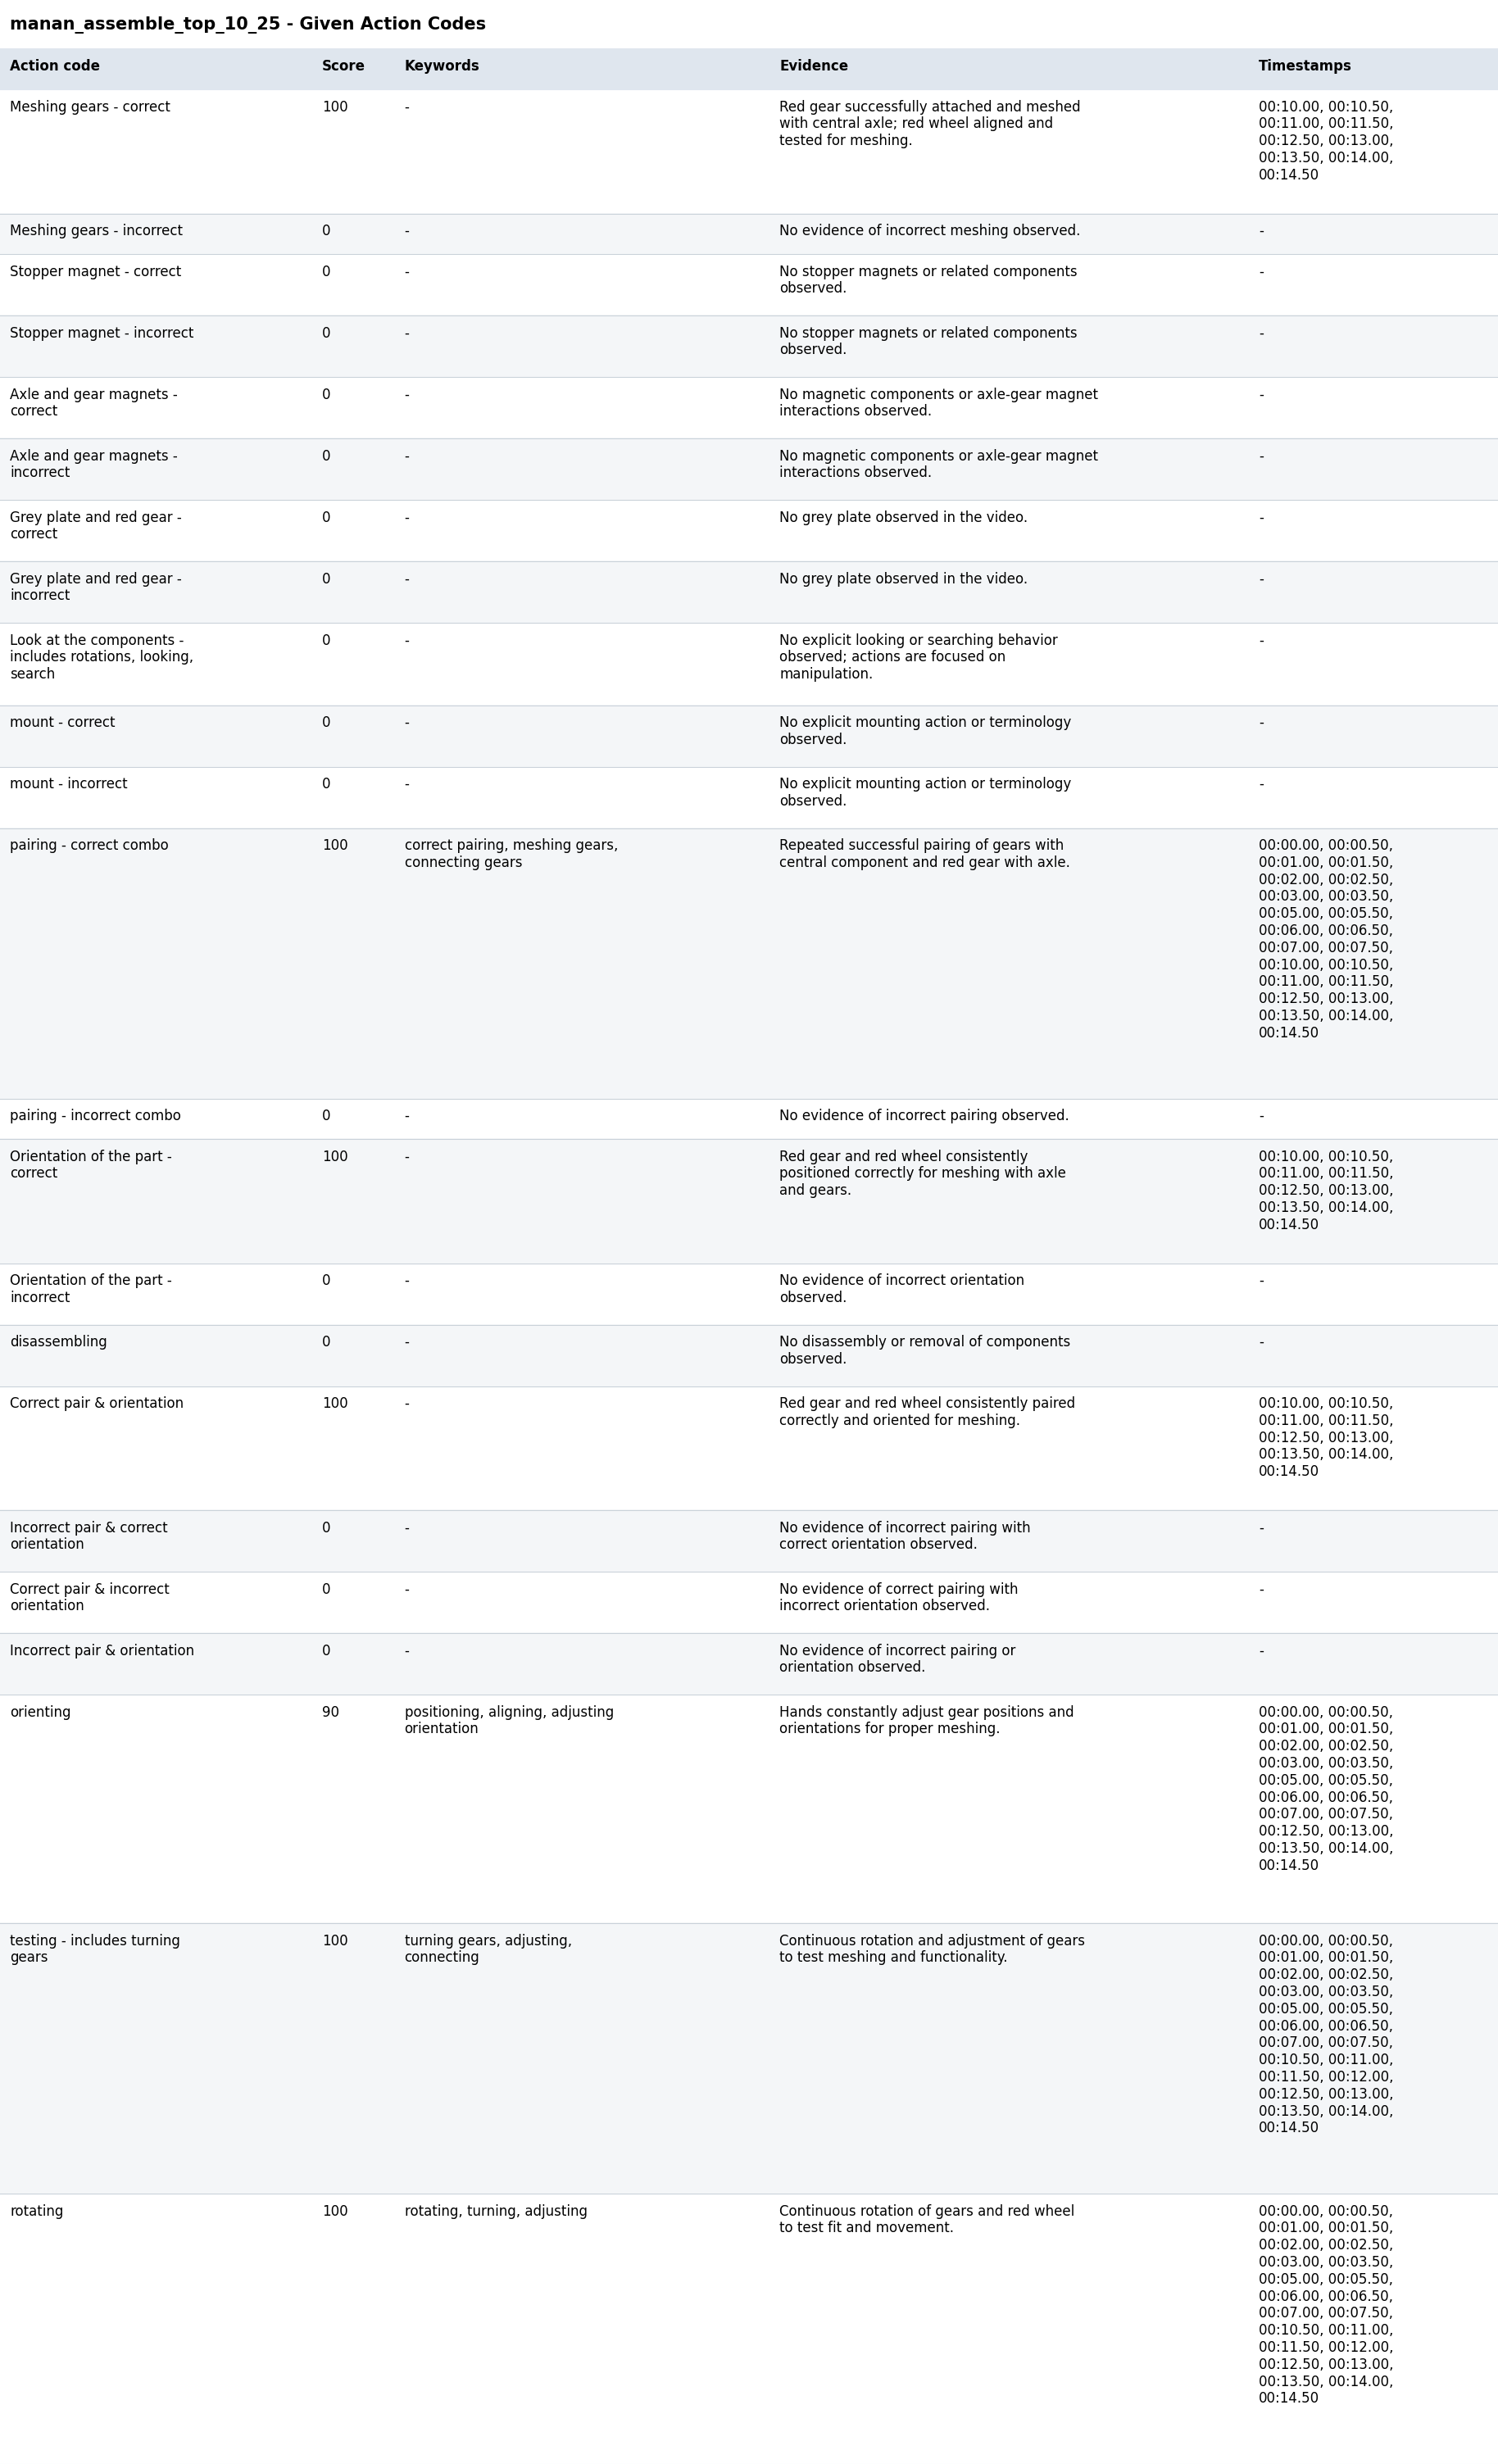 manan_assemble_top_10_25 - Given Action Codes
Action code Score Keywords Evidence Timestamps
Meshing gears - correct 100 - Red gear successfully attached and meshed 00:10.00, 00:10.50,
with central axle; red wheel aligned and 00:11.00, 00:11.50,
tested for meshing. 00:12.50, 00:13.00,
00:13.50, 00:14.00,
00:14.50
Meshing gears - incorrect 0 - No evidence of incorrect meshing observed. -
Stopper magnet - correct 0 - No stopper magnets or related components -
observed.
Stopper magnet - incorrect 0 - No stopper magnets or related components -
observed.
Axle and gear magnets - 0 - No magnetic components or axle-gear magnet -
correct interactions observed.
Axle and gear magnets - 0 - No magnetic components or axle-gear magnet -
incorrect interactions observed.
Grey plate and red gear - 0 - No grey plate observed in the video. -
correct
Grey plate and red gear - 0 - No grey plate observed in the video. -
incorrect
Look at the components - 0 - No explicit looking or searching behavior -
includes rotations, looking, observed; actions are focused on
search manipulation.
mount - correct 0 - No explicit mounting action or terminology -
observed.
mount - incorrect 0 - No explicit mounting action or terminology -
observed.
pairing - correct combo 100 correct pairing, meshing gears, Repeated successful pairing of gears with 00:00.00, 00:00.50,
connecting gears central component and red gear with axle. 00:01.00, 00:01.50,
00:02.00, 00:02.50,
00:03.00, 00:03.50,
00:05.00, 00:05.50,
00:06.00, 00:06.50,
00:07.00, 00:07.50,
00:10.00, 00:10.50,
00:11.00, 00:11.50,
00:12.50, 00:13.00,
00:13.50, 00:14.00,
00:14.50
pairing - incorrect combo 0 - No evidence of incorrect pairing observed. -
Orientation of the part - 100 - Red gear and red wheel consistently 00:10.00, 00:10.50,
correct positioned correctly for meshing with axle 00:11.00, 00:11.50,
and gears. 00:12.50, 00:13.00,
00:13.50, 00:14.00,
00:14.50
Orientation of the part - 0 - No evidence of incorrect orientation -
incorrect observed.
disassembling 0 - No disassembly or removal of components -
observed.
Correct pair & orientation 100 - Red gear and red wheel consistently paired 00:10.00, 00:10.50,
correctly and oriented for meshing. 00:11.00, 00:11.50,
00:12.50, 00:13.00,
00:13.50, 00:14.00,
00:14.50
Incorrect pair & correct 0 - No evidence of incorrect pairing with -
orientation correct orientation observed.
Correct pair & incorrect 0 - No evidence of correct pairing with -
orientation incorrect orientation observed.
Incorrect pair & orientation 0 - No evidence of incorrect pairing or -
orientation observed.
orienting 90 positioning, aligning, adjusting Hands constantly adjust gear positions and 00:00.00, 00:00.50,
orientation orientations for proper meshing. 00:01.00, 00:01.50,
00:02.00, 00:02.50,
00:03.00, 00:03.50,
00:05.00, 00:05.50,
00:06.00, 00:06.50,
00:07.00, 00:07.50,
00:12.50, 00:13.00,
00:13.50, 00:14.00,
00:14.50
testing - includes turning 100 turning gears, adjusting, Continuous rotation and adjustment of gears 00:00.00, 00:00.50,
gears connecting to test meshing and functionality. 00:01.00, 00:01.50,
00:02.00, 00:02.50,
00:03.00, 00:03.50,
00:05.00, 00:05.50,
00:06.00, 00:06.50,
00:07.00, 00:07.50,
00:10.50, 00:11.00,
00:11.50, 00:12.00,
00:12.50, 00:13.00,
00:13.50, 00:14.00,
00:14.50
rotating 100 rotating, turning, adjusting Continuous rotation of gears and red wheel 00:00.00, 00:00.50,
to test fit and movement. 00:01.00, 00:01.50,
00:02.00, 00:02.50,
00:03.00, 00:03.50,
00:05.00, 00:05.50,
00:06.00, 00:06.50,
00:07.00, 00:07.50,
00:10.50, 00:11.00,
00:11.50, 00:12.00,
00:12.50, 00:13.00,
00:13.50, 00:14.00,
00:14.50